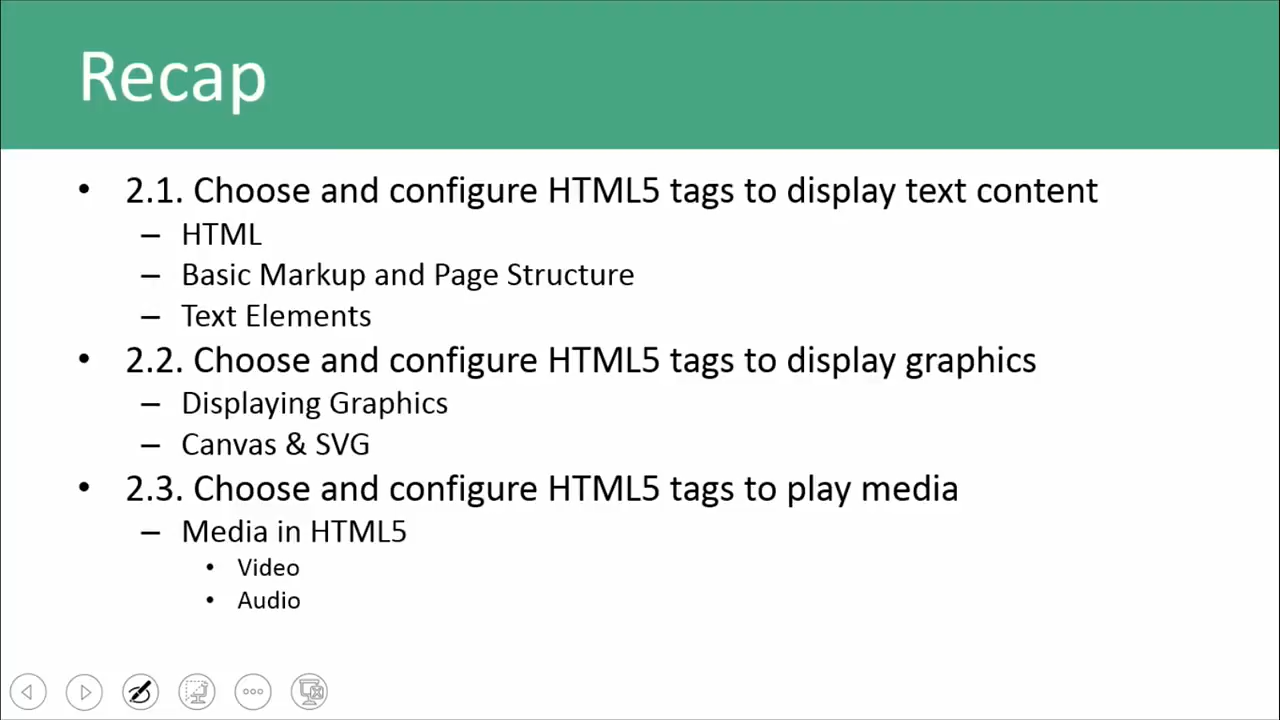 Recap
• 2.1. Choose and configure HTML5 tags to display text content
– HTML
– Basic Markup and Page Structure
– Text Elements
• 2.2. Choose and configure HTML5 tags to display graphics
– Displaying Graphics
– Canvas & SVG
• 2.3. Choose and configure HTML5 tags to play media
– Media in HTML5
• Video
• Audio